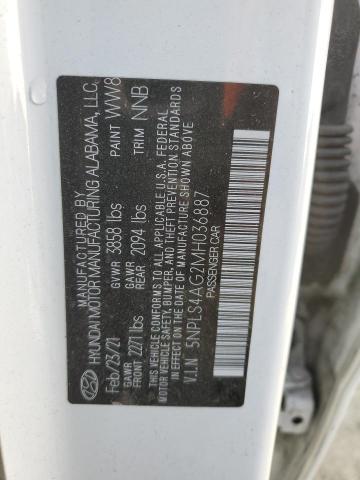 MANUFACTURED BY
HYUNDAI MOTOR MANUFACTURING ALABAMA, LLC.
Feb/23/21 GVWR 3858 lbs PAINT WW8
GAWR FRONT 2271 lbs GAWR REAR 2094 lbs TRIM NNB
THIS VEHICLE CONFORMS TO ALL APPLICABLE U.S.A. FEDERAL
MOTOR VEHICLE SAFETY, BUMPER, AND THEFT PREVENTION STANDARDS
IN EFFECT ON THE DATE OF MANUFACTURE SHOWN ABOVE
V.I.N 5NPLS4AG2MH036887
PASSENGER CAR